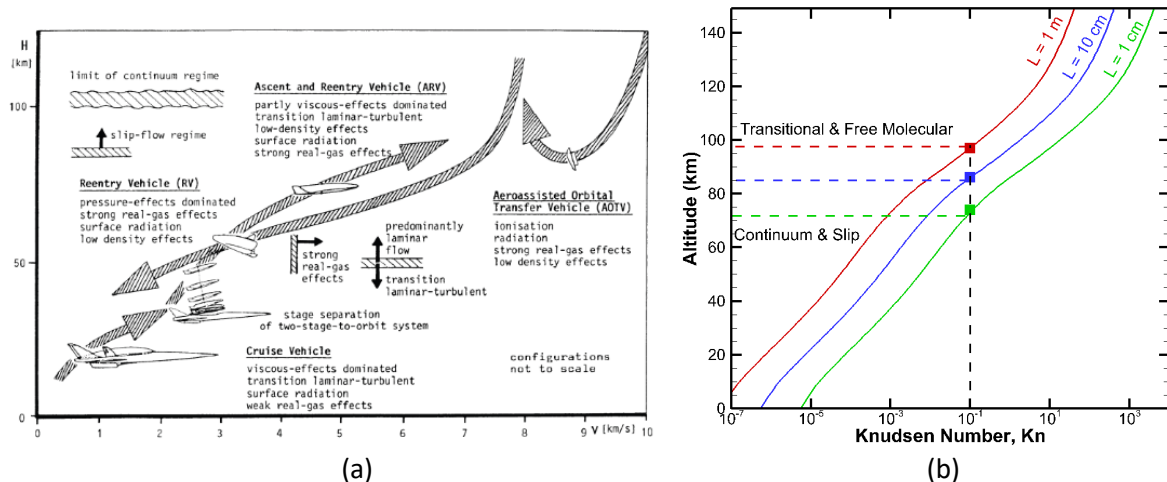 H
[km]
100
50
0
limit of continuum regime
slip-flow regime
Ascent and Reentry Vehicle (ARV)
partly viscous-effects dominated
transition laminar-turbulent
low-density effects
surface radiation
strong real-gas effects
Reentry Vehicle (RV)
pressure-effects dominated
strong real-gas effects
surface radiation
low density effects
Aeroassisted Orbital
Transfer Vehicle (AOTV)
ionisation
radiation
strong real-gas effects
low density effects
strong
real-gas
effects
predominantly
laminar
flow
transition
laminar-turbulent
stage separation
of two-stage-to-orbit system
Cruise Vehicle
viscous-effects dominated
transition laminar-turbulent
surface radiation
weak real-gas effects
configurations
not to scale
0 1 2 3 4 5 6 7 8 9 V [km/s] 10
(a)
Altitude (km)
140
120
100
80
60
40
20
0
L = 1 m
L = 10 cm
L = 1 cm
Transitional & Free Molecular
Continuum & Slip
10⁻⁷ 10⁻⁵ 10⁻³ 10⁻¹ 10¹ 10³
Knudsen Number, Kn
(b)